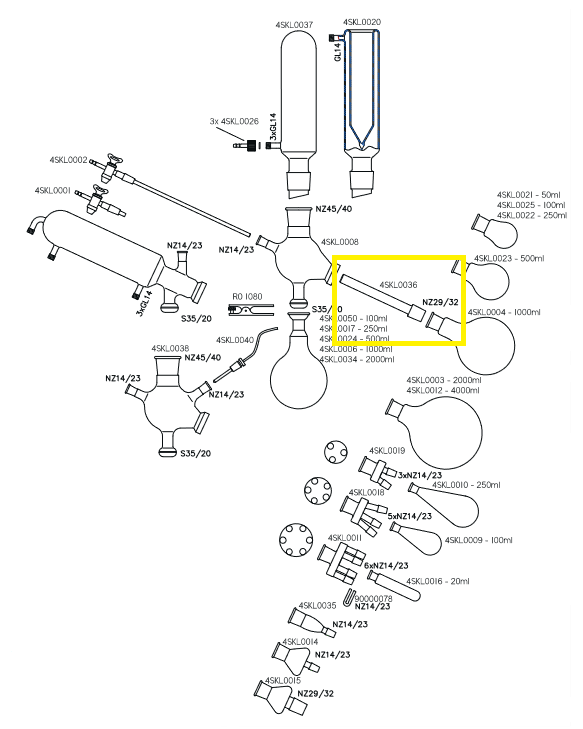 4SKL0037
4SKL0020
GL14
3x 4SKL0026
3xGL14
4SKL0002
4SKL0001
NZ45/40
4SKL0021 - 50ml
4SKL0025 - 100ml
4SKL0022 - 250ml
NZ14/23
NZ14/23
4SKL0008
4SKL0023 - 500ml
4SKL0036
3xGL14
RO 1080
S35/20
S35/20
NZ29/32
4SKL0004 - 1000ml
4SKL0050 - 100ml
4SKL0017 - 250ml
4SKL0024 - 500ml
4SKL0006 - 1000ml
4SKL0034 - 2000ml
4SKL0040
4SKL0038
NZ45/40
NZ14/23
NZ14/23
4SKL0003 - 2000ml
4SKL0012 - 4000ml
S35/20
4SKL0019
3xNZ14/23
4SKL0010 - 250ml
4SKL0018
5xNZ14/23
4SKL0009 - 100ml
4SKL0011
6xNZ14/23
4SKL0016 - 20ml
90000078
NZ14/23
4SKL0035
NZ14/23
4SKL0014
NZ14/23
4SKL0015
NZ29/32